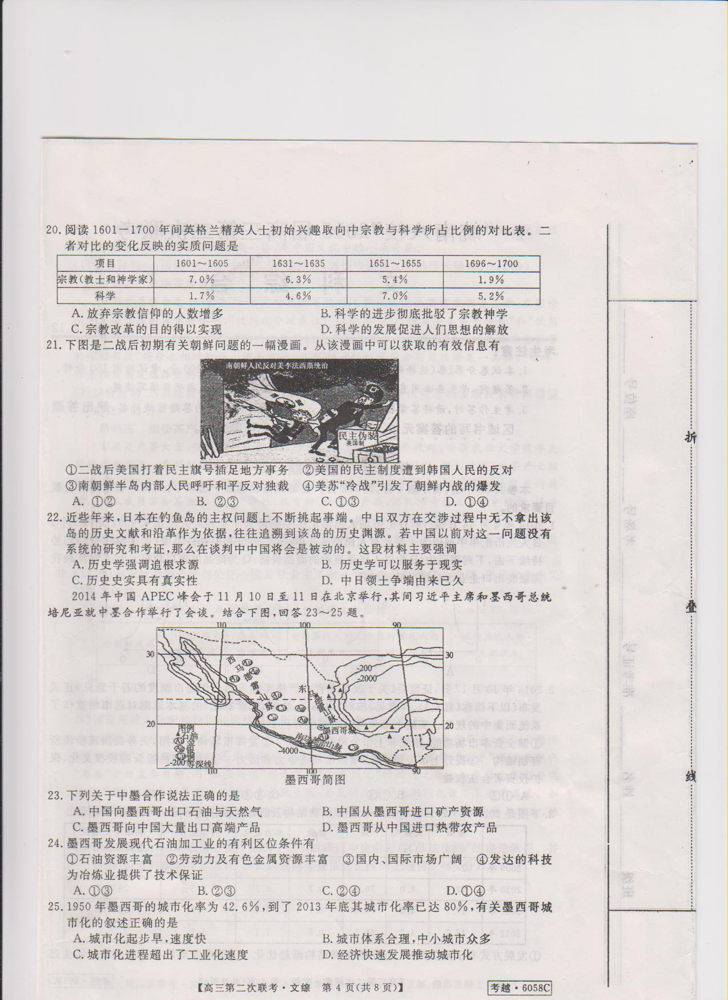 20. 阅读 1601－1700 年间英格兰精英人士初始兴趣取向中宗教与科学所占比例的对比表。二
者对比的变化反映的实质问题是
项目 1601～1605 1631～1635 1651～1655 1696～1700
宗教(教士和神学家) 7.0% 6.3% 5.4% 1.9%
科学 1.7% 4.6% 7.0% 5.2%
A. 放弃宗教信仰的人数增多 B. 科学的进步彻底批驳了宗教神学
C. 宗教改革的目的得以实现 D. 科学的发展促进人们思想的解放
21. 下图是二战后初期有关朝鲜问题的一幅漫画。从该漫画中可以获取的有效信息有
南朝鲜人民反对美李法西斯统治
民主伪装
美国制
①二战后美国打着民主旗号插足地方事务 ②美国的民主制度遭到韩国人民的反对
③南朝鲜半岛内部人民呼吁和平反对独裁 ④美苏“冷战”引发了朝鲜内战的爆发
A. ①② B. ②③ C. ①③ D. ①④
22. 近些年来,日本在钓鱼岛的主权问题上不断挑起事端。中日双方在交涉过程中无不拿出该
岛的历史文献和沿革作为依据,往往追溯到该岛的历史渊源。若中国以前对这一问题没有
系统的研究和考证,那么在谈判中中国将会是被动的。这段材料主要强调
A. 历史学强调追根求源 B. 历史学可以服务于现实
C. 历史史实具有真实性 D. 中日领土争端由来已久
2014 年中国 APEC 峰会于 11 月 10 日至 11 日在北京举行,其间习近平主席和墨西哥总统
培尼亚就中墨合作举行了会谈。结合下图,回答 23～25 题。
110 100 90
30 30
西马德雷山脉
东马德雷山脉
-200
-2000
20 20
墨西哥城
南马德雷山脉
-4000
图例
石油
Au 金
Ag 银
Cu 铜
-200 等深线
110 100 90
墨西哥简图
23. 下列关于中墨合作说法正确的是
A. 中国向墨西哥出口石油与天然气 B. 中国从墨西哥进口矿产资源
C. 墨西哥向中国大量出口高端产品 D. 墨西哥从中国进口热带农产品
24. 墨西哥发展现代石油加工业的有利区位条件有
①石油资源丰富 ②劳动力及有色金属资源丰富 ③国内、国际市场广阔 ④发达的科技
为冶炼业提供了技术保证
A. ①③ B. ②③ C. ②④ D. ①④
25. 1950 年墨西哥的城市化率为 42.6%,到了 2013 年底其城市化率已达 80%,有关墨西哥城
市化的叙述正确的是
A. 城市化起步早,速度快 B. 城市体系合理,中小城市众多
C. 城市化进程超出了工业化速度 D. 经济快速发展推动城市化
【高三第二次联考·文综 第 4 页(共 8 页)】 考越·6058C
折
叠
线